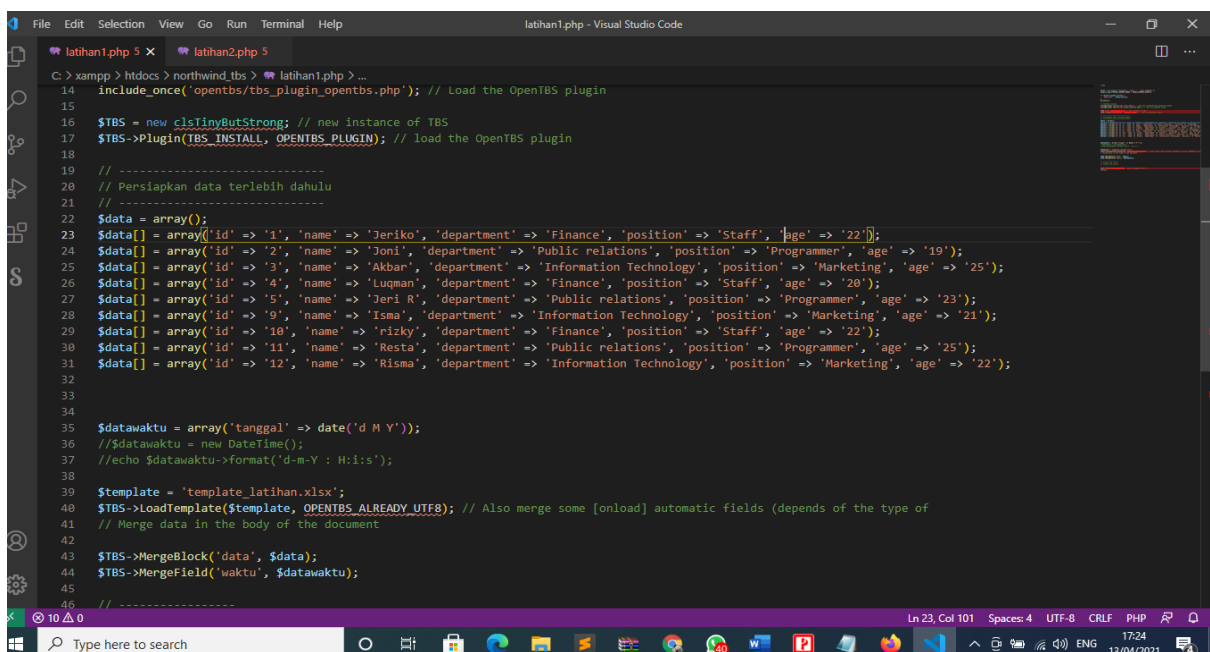 File Edit Selection View Go Run Terminal Help latihan1.php - Visual Studio Code
latihan1.php 5 latihan2.php 5
C: > xampp > htdocs > northwind_tbs > latihan1.php > ...
14 include_once('opentbs/tbs_plugin_opentbs.php'); // Load the OpenTBS plugin
15
16 $TBS = new clsTinyButStrong; // new instance of TBS
17 $TBS->Plugin(TBS_INSTALL, OPENTBS_PLUGIN); // load the OpenTBS plugin
18
19 // ------------------------------
20 // Persiapkan data terlebih dahulu
21 // ------------------------------
22 $data = array();
23 $data[] = array('id' => '1', 'name' => 'Jeriko', 'department' => 'Finance', 'position' => 'Staff', 'age' => '22');
24 $data[] = array('id' => '2', 'name' => 'Joni', 'department' => 'Public relations', 'position' => 'Programmer', 'age' => '19');
25 $data[] = array('id' => '3', 'name' => 'Akbar', 'department' => 'Information Technology', 'position' => 'Marketing', 'age' => '25');
26 $data[] = array('id' => '4', 'name' => 'Luqman', 'department' => 'Finance', 'position' => 'Staff', 'age' => '20');
27 $data[] = array('id' => '5', 'name' => 'Jeri R', 'department' => 'Public relations', 'position' => 'Programmer', 'age' => '23');
28 $data[] = array('id' => '9', 'name' => 'Isma', 'department' => 'Information Technology', 'position' => 'Marketing', 'age' => '21');
29 $data[] = array('id' => '10', 'name' => 'rizky', 'department' => 'Finance', 'position' => 'Staff', 'age' => '22');
30 $data[] = array('id' => '11', 'name' => 'Resta', 'department' => 'Public relations', 'position' => 'Programmer', 'age' => '25');
31 $data[] = array('id' => '12', 'name' => 'Risma', 'department' => 'Information Technology', 'position' => 'Marketing', 'age' => '22');
32
33
34
35 $datawaktu = array('tanggal' => date('d M Y'));
36 //$datawaktu = new DateTime();
37 //echo $datawaktu->format('d-m-Y : H:i:s');
38
39 $template = 'template_latihan.xlsx';
40 $TBS->LoadTemplate($template, OPENTBS_ALREADY_UTF8); // Also merge some [onload] automatic fields (depends of the type of
41 // Merge data in the body of the document
42
43 $TBS->MergeBlock('data', $data);
44 $TBS->MergeField('waktu', $datawaktu);
45
46 // -----------------
10 0 Ln 23, Col 101 Spaces: 4 UTF-8 CRLF PHP
Type here to search 40 ENG 17:24
13/04/2021 4